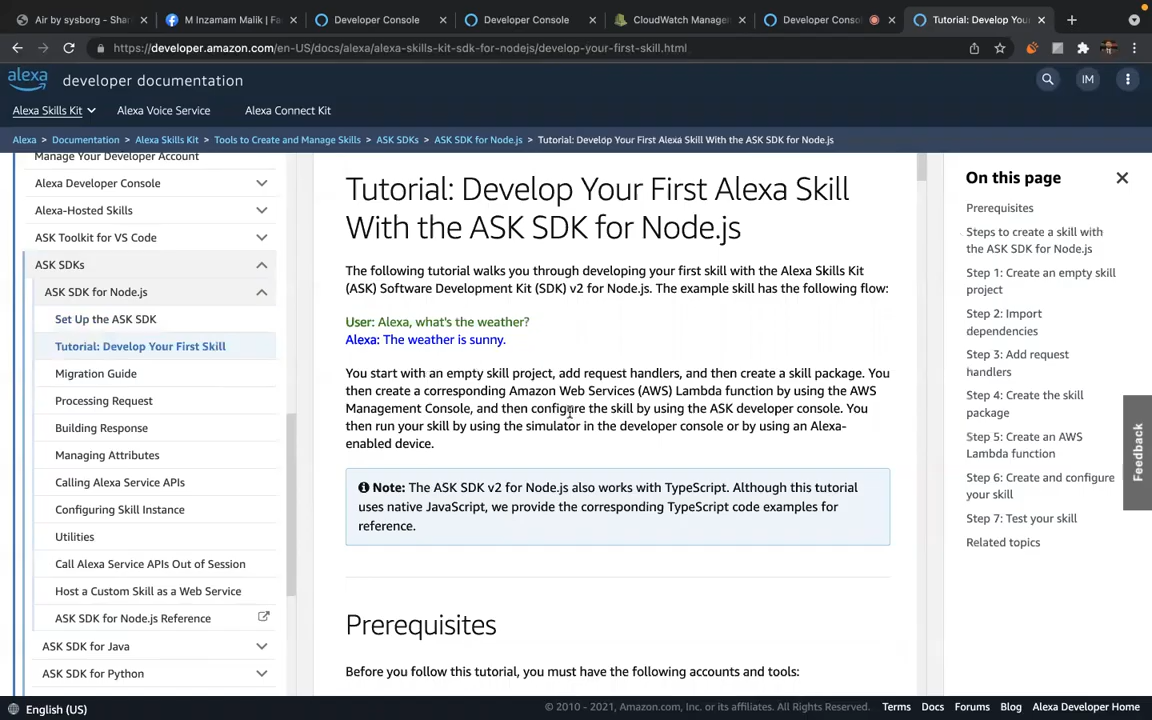 Air by sysborg - Shar
M Inzamam Malik | Fa
Developer Console
Developer Console
CloudWatch Manage
Developer Conso
Tutorial: Develop You
https://developer.amazon.com/en-US/docs/alexa/alexa-skills-kit-sdk-for-nodejs/develop-your-first-skill.html
alexa developer documentation
IM
Alexa Skills Kit Alexa Voice Service Alexa Connect Kit
Alexa > Documentation > Alexa Skills Kit > Tools to Create and Manage Skills > ASK SDKs > ASK SDK for Node.js > Tutorial: Develop Your First Alexa Skill With the ASK SDK for Node.js
Manage Your Developer Account
Alexa Developer Console
Alexa-Hosted Skills
ASK Toolkit for VS Code
ASK SDKs
ASK SDK for Node.js
Set Up the ASK SDK
Tutorial: Develop Your First Skill
Migration Guide
Processing Request
Building Response
Managing Attributes
Calling Alexa Service APIs
Configuring Skill Instance
Utilities
Call Alexa Service APIs Out of Session
Host a Custom Skill as a Web Service
ASK SDK for Node.js Reference
ASK SDK for Java
ASK SDK for Python
Tutorial: Develop Your First Alexa Skill
With the ASK SDK for Node.js
The following tutorial walks you through developing your first skill with the Alexa Skills Kit
(ASK) Software Development Kit (SDK) v2 for Node.js. The example skill has the following flow:
User: Alexa, what's the weather?
Alexa: The weather is sunny.
You start with an empty skill project, add request handlers, and then create a skill package. You
then create a corresponding Amazon Web Services (AWS) Lambda function by using the AWS
Management Console, and then configure the skill by using the ASK developer console. You
then run your skill by using the simulator in the developer console or by using an Alexa-
enabled device.
Note: The ASK SDK v2 for Node.js also works with TypeScript. Although this tutorial
uses native JavaScript, we provide the corresponding TypeScript code examples for
reference.
Prerequisites
Before you follow this tutorial, you must have the following accounts and tools:
On this page
Prerequisites
Steps to create a skill with
the ASK SDK for Node.js
Step 1: Create an empty skill
project
Step 2: Import
dependencies
Step 3: Add request
handlers
Step 4: Create the skill
package
Step 5: Create an AWS
Lambda function
Step 6: Create and configure
your skill
Step 7: Test your skill
Related topics
Feedback
English (US)
© 2010 - 2021, Amazon.com, Inc. or its affiliates. All Rights Reserved. Terms Docs Forums Blog Alexa Developer Home